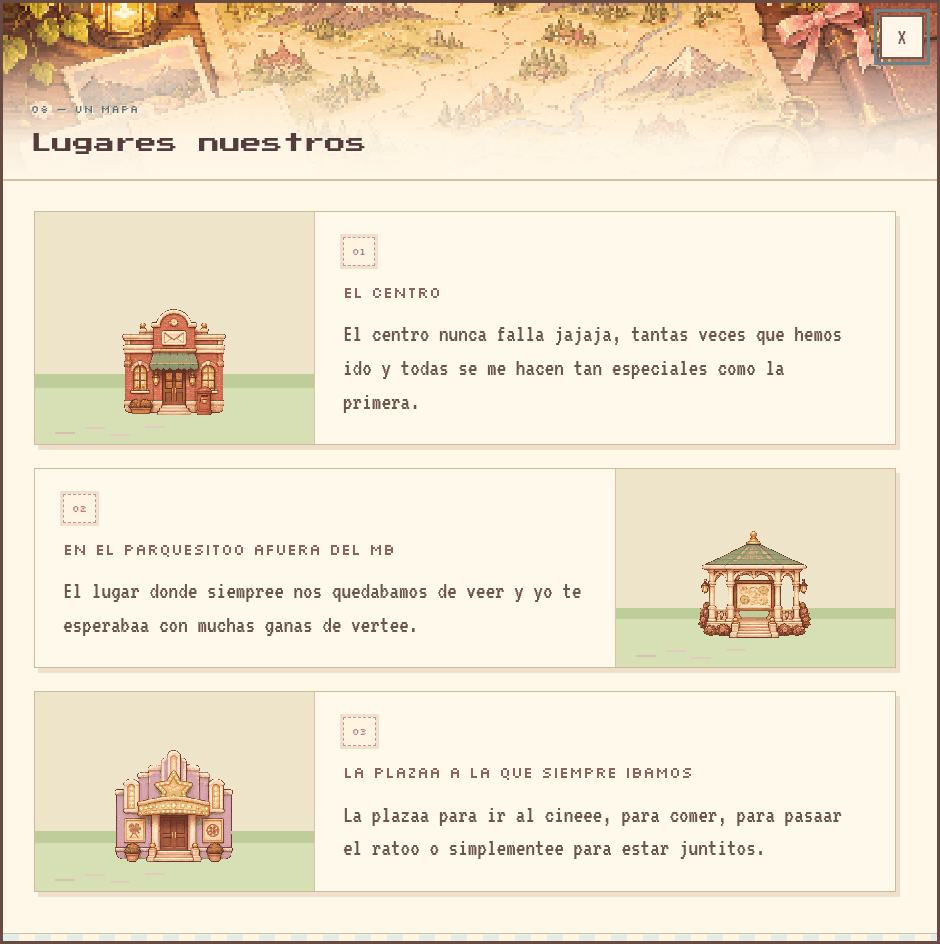 X
08 — UN MAPA
Lugares nuestros
01
EL CENTRO
El centro nunca falla jajaja, tantas veces que hemos
ido y todas se me hacen tan especiales como la
primera.
02
EN EL PARQUESITOO AFUERA DEL MB
El lugar donde siempree nos quedabamos de veer y yo te
esperabaa con muchas ganas de vertee.
03
LA PLAZAA A LA QUE SIEMPRE IBAMOS
La plazaa para ir al cineee, para comer, para pasaar
el ratoo o simplementee para estar juntitos.